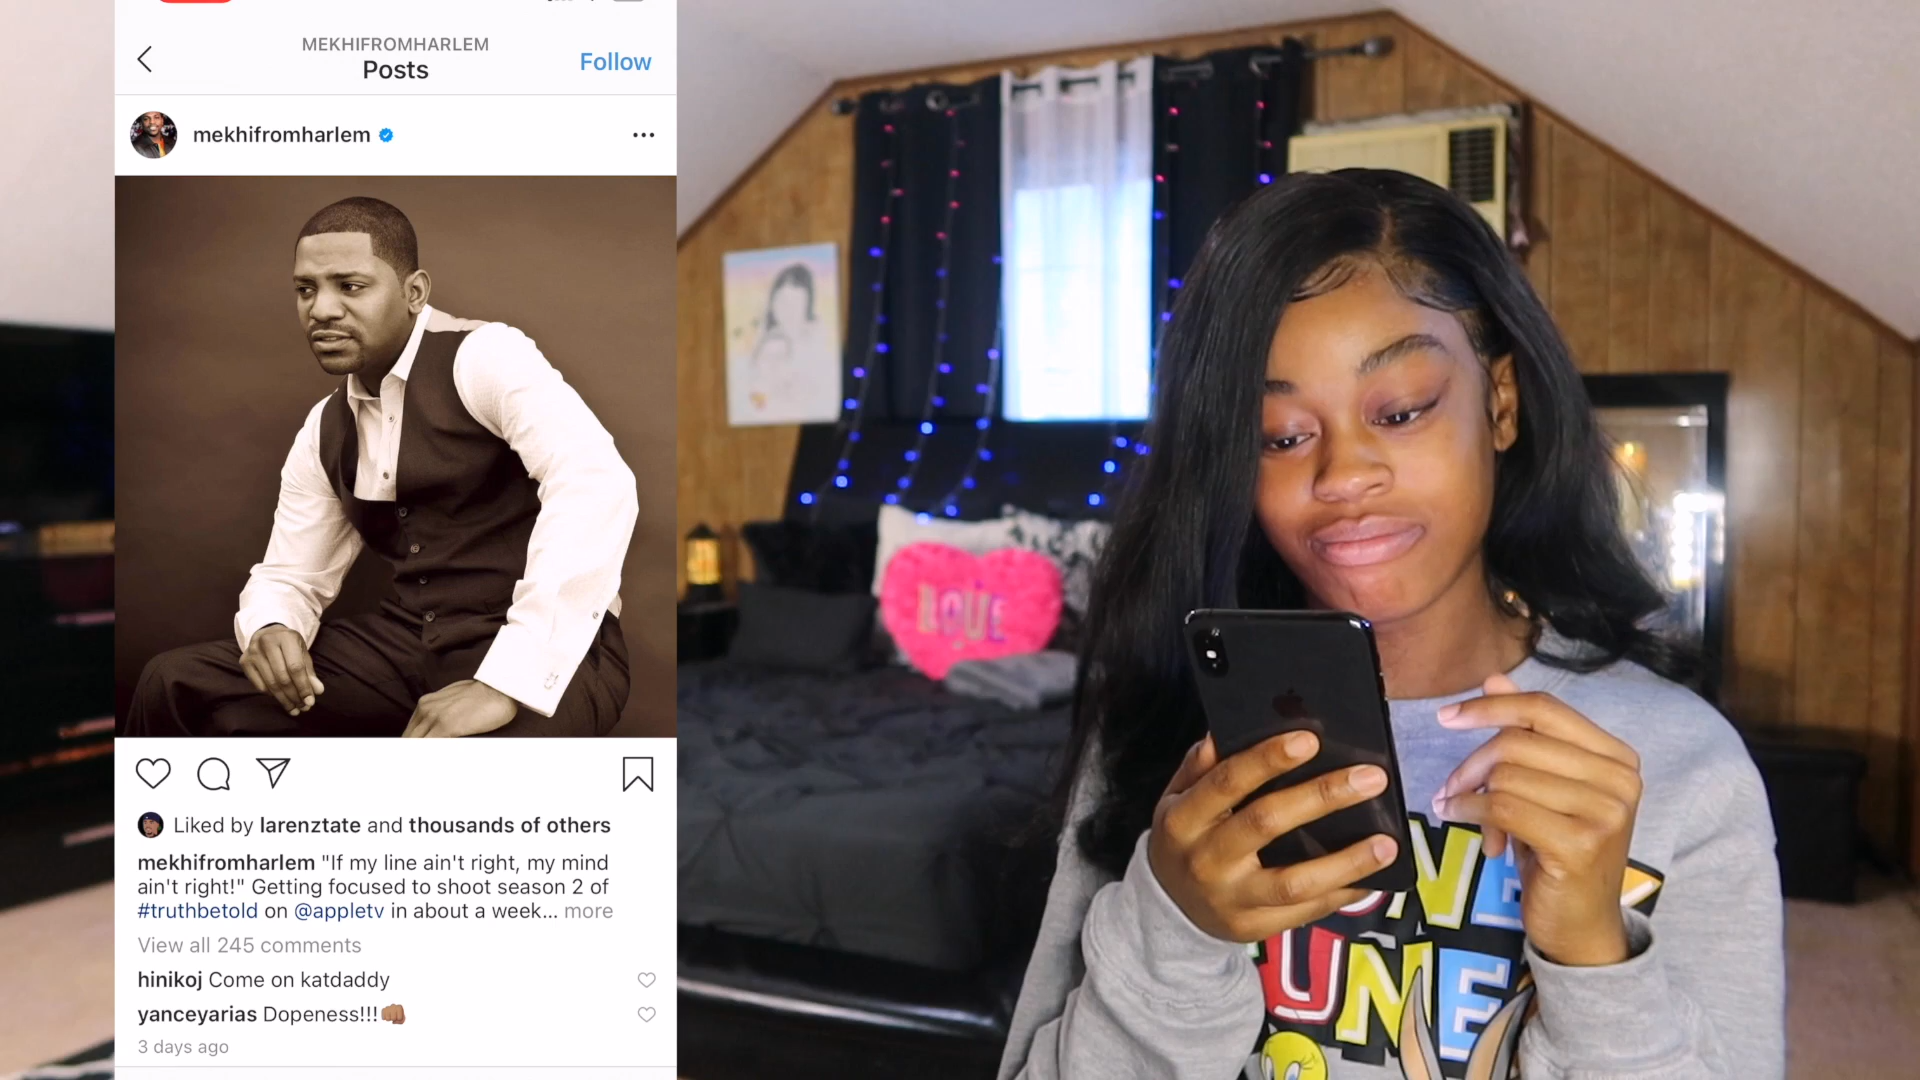 MEKHIFROMHARLEM
Posts
Follow
mekhifromharlem
Liked by larenztate and thousands of others
mekhifromharlem "If my line ain't right, my mind
ain't right!" Getting focused to shoot season 2 of
#truthbetold on @appletv in about a week... more
View all 245 comments
hinikoj Come on katdaddy
yanceyarias Dopeness!!!👊🏽
3 days ago
LOVE
UNE